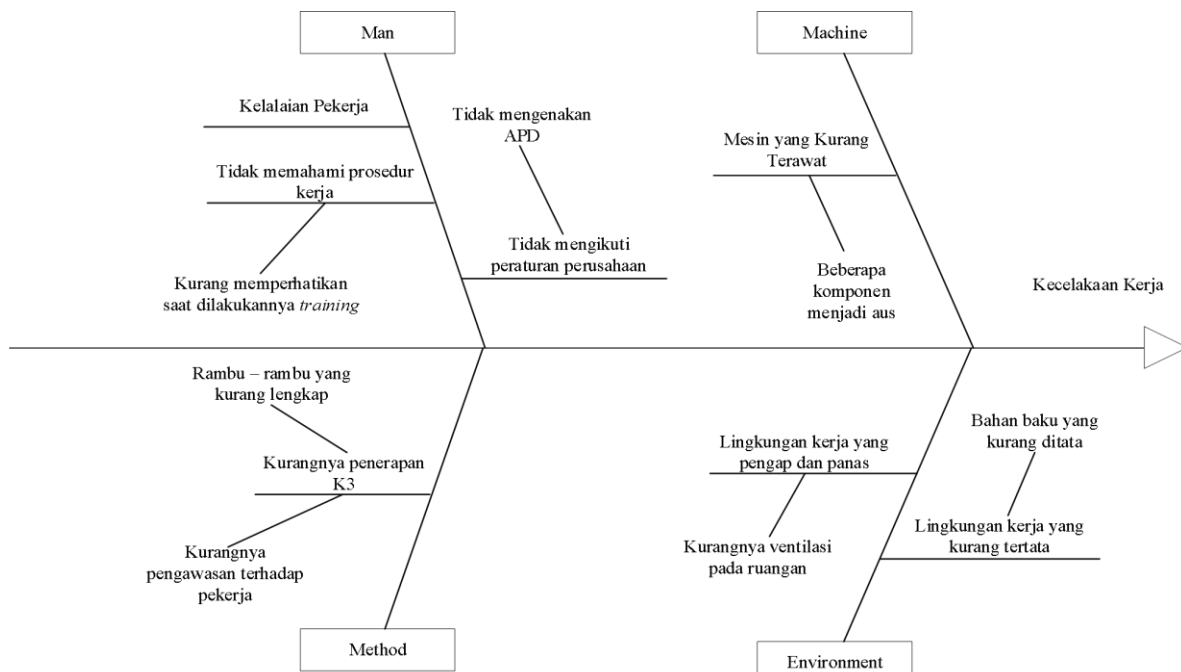 Man
Machine
Kelalaian Pekerja
Tidak mengenakan
APD
Mesin yang Kurang
Terawat
Tidak memahami prosedur
kerja
Tidak mengikuti
peraturan perusahaan
Kurang memperhatikan
saat dilakukannya training
Beberapa
komponen
menjadi aus
Kecelakaan Kerja
Rambu – rambu yang
kurang lengkap
Kurangnya penerapan
K3
Kurangnya
pengawasan terhadap
pekerja
Lingkungan kerja yang
pengap dan panas
Bahan baku yang
kurang ditata
Kurangnya ventilasi
pada ruangan
Lingkungan kerja yang
kurang tertata
Method
Environment